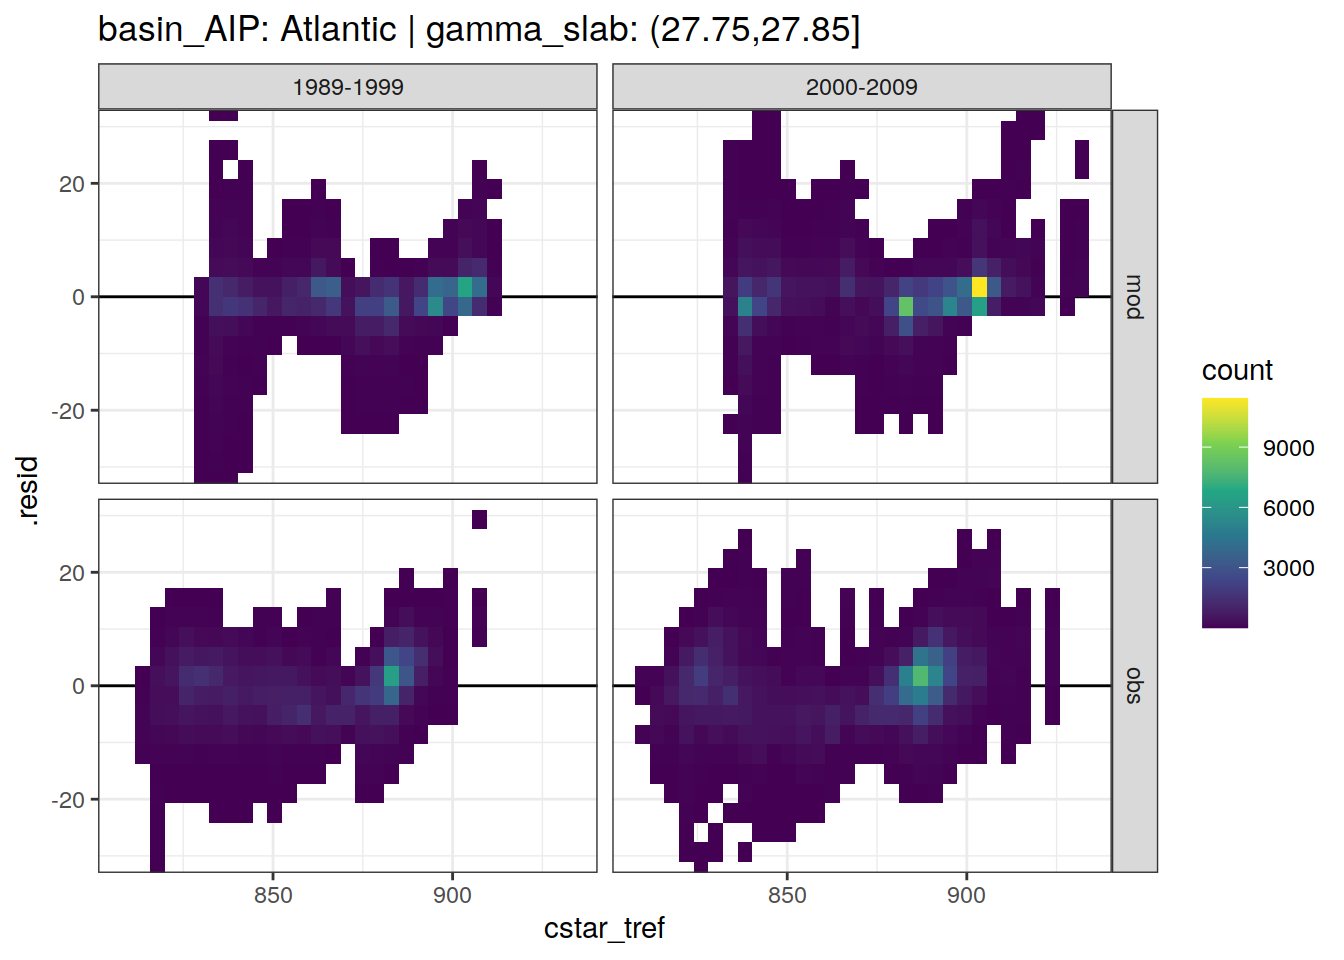 basin_AIP: Atlantic | gamma_slab: (27.75,27.85]
1989-1999
2000-2009
20
0
-20
mod
20
0
-20
obs
850
900
850
900
cstar_tref
.resid
count
9000
6000
3000